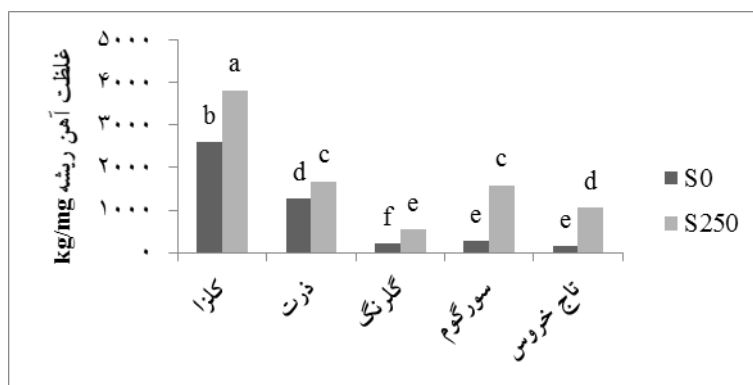 غلظت آهن ریشه kg/mg
۵۰۰۰
۴۰۰۰
۳۰۰۰
۲۰۰۰
۱۰۰۰
۰
b a
d c
f e
e c
e d
کلزا
ذرت
گلرنگ
سورگوم
تاج خروس
S0
S250